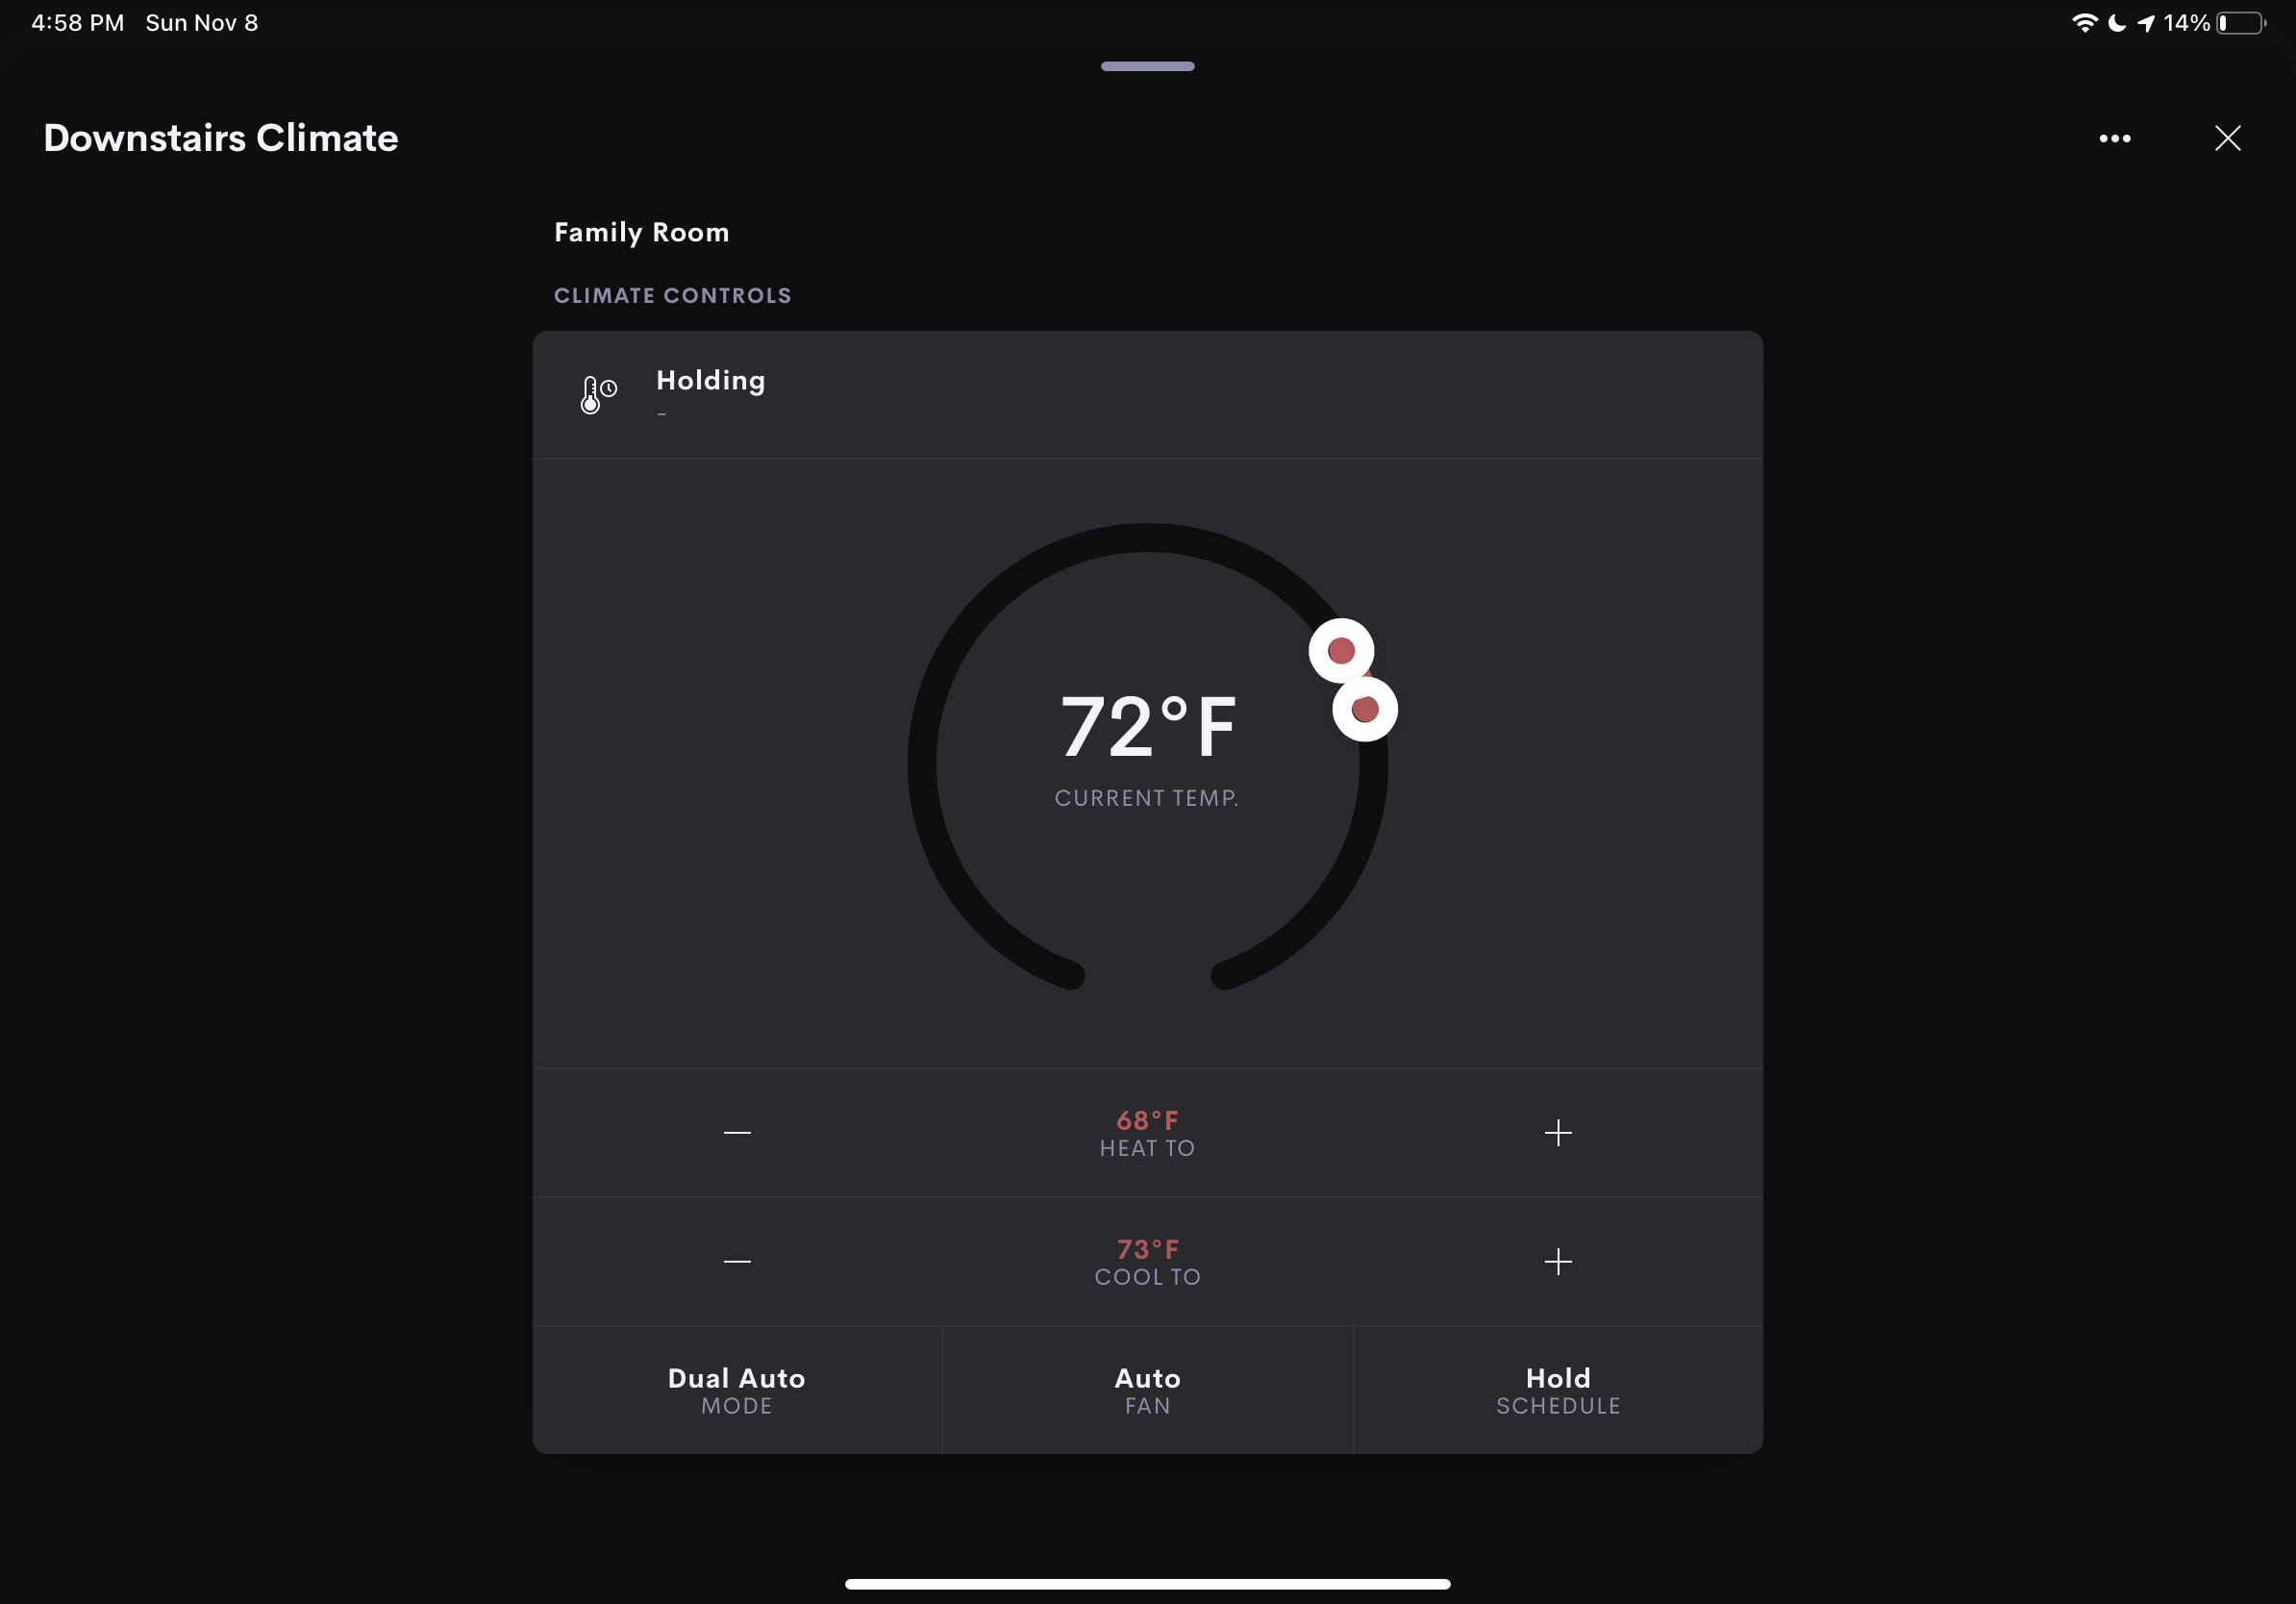 4:58 PM Sun Nov 8
14%
Downstairs Climate
Family Room
CLIMATE CONTROLS
Holding
-
72°F
CURRENT TEMP.
68°F
HEAT TO
73°F
COOL TO
Dual Auto
MODE
Auto
FAN
Hold
SCHEDULE